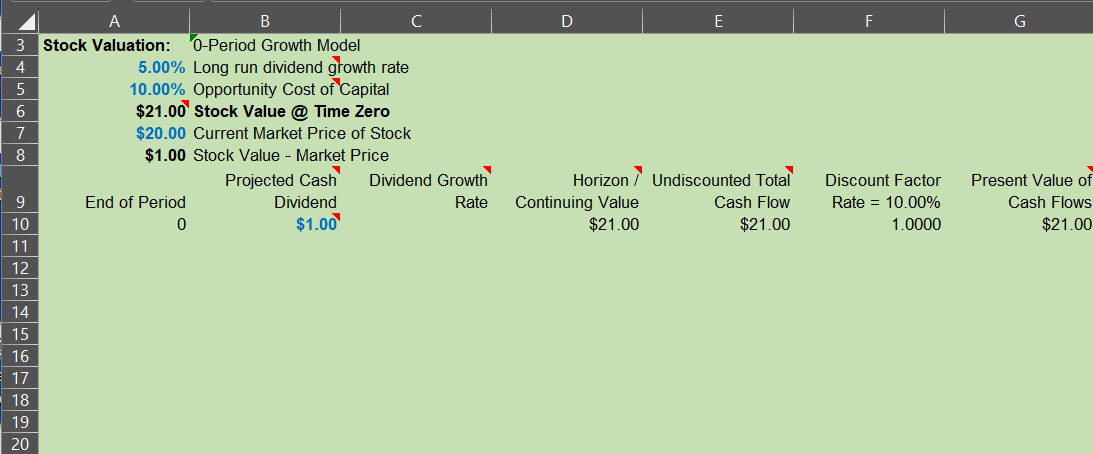 A B C D E F G
3 Stock Valuation: 0-Period Growth Model
4 5.00% Long run dividend growth rate
5 10.00% Opportunity Cost of Capital
6 $21.00 Stock Value @ Time Zero
7 $20.00 Current Market Price of Stock
8 $1.00 Stock Value - Market Price
Projected Cash Dividend Growth Horizon / Undiscounted Total Discount Factor Present Value of
9 End of Period Dividend Rate Continuing Value Cash Flow Rate = 10.00% Cash Flows
10 0 $1.00 $21.00 $21.00 1.0000 $21.00
11
12
13
14
15
16
17
18
19
20